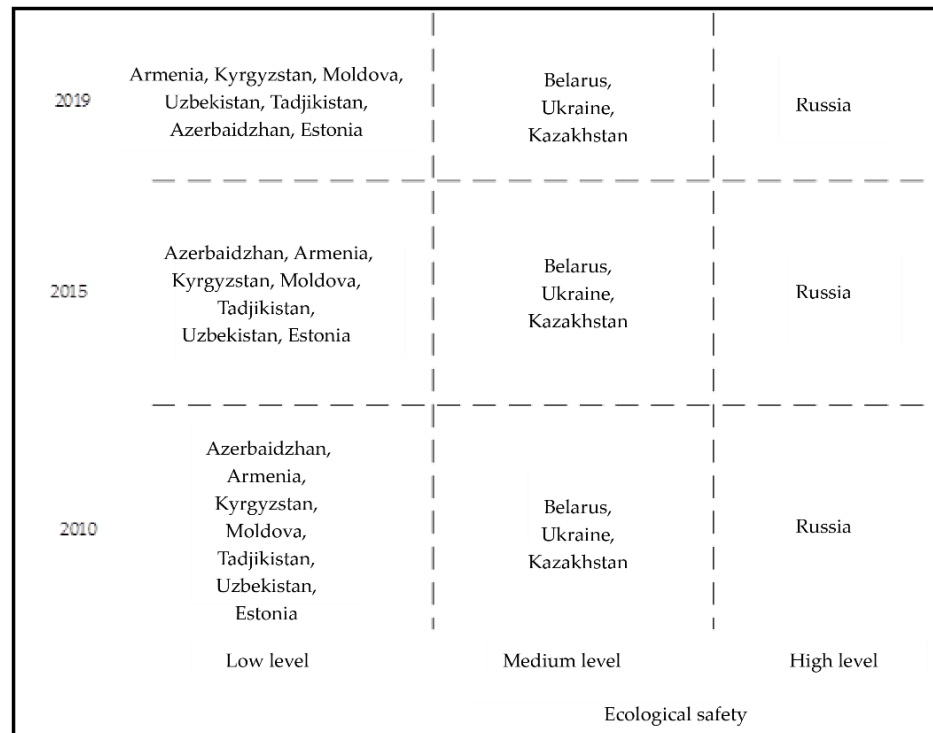 2019
Armenia, Kyrgyzstan, Moldova,
Uzbekistan, Tadjikistan,
Azerbaidzhan, Estonia
Belarus,
Ukraine,
Kazakhstan
Russia
2015
Azerbaidzhan, Armenia,
Kyrgyzstan, Moldova,
Tadjikistan,
Uzbekistan, Estonia
Belarus,
Ukraine,
Kazakhstan
Russia
2010
Azerbaidzhan,
Armenia,
Kyrgyzstan,
Moldova,
Tadjikistan,
Uzbekistan,
Estonia
Belarus,
Ukraine,
Kazakhstan
Russia
Low level
Medium level
High level
Ecological safety